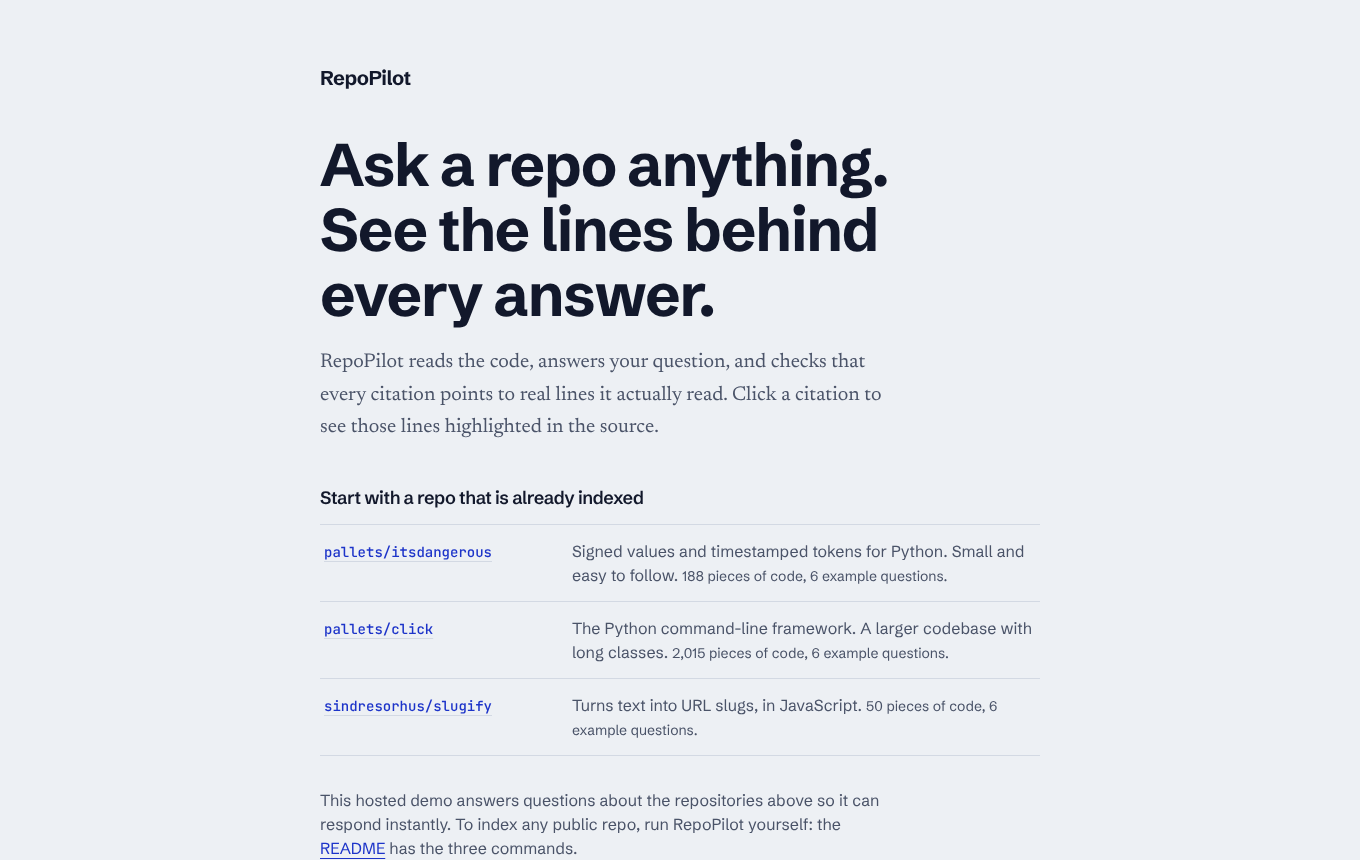 RepoPilot
Ask a repo anything.
See the lines behind
every answer.
RepoPilot reads the code, answers your question, and checks that
every citation points to real lines it actually read. Click a citation to
see those lines highlighted in the source.
Start with a repo that is already indexed
pallets/itsdangerous
Signed values and timestamped tokens for Python. Small and
easy to follow. 188 pieces of code, 6 example questions.
pallets/click
The Python command-line framework. A larger codebase with
long classes. 2,015 pieces of code, 6 example questions.
sindresorhus/slugify
Turns text into URL slugs, in JavaScript. 50 pieces of code, 6
example questions.
This hosted demo answers questions about the repositories above so it can
respond instantly. To index any public repo, run RepoPilot yourself: the
README has the three commands.